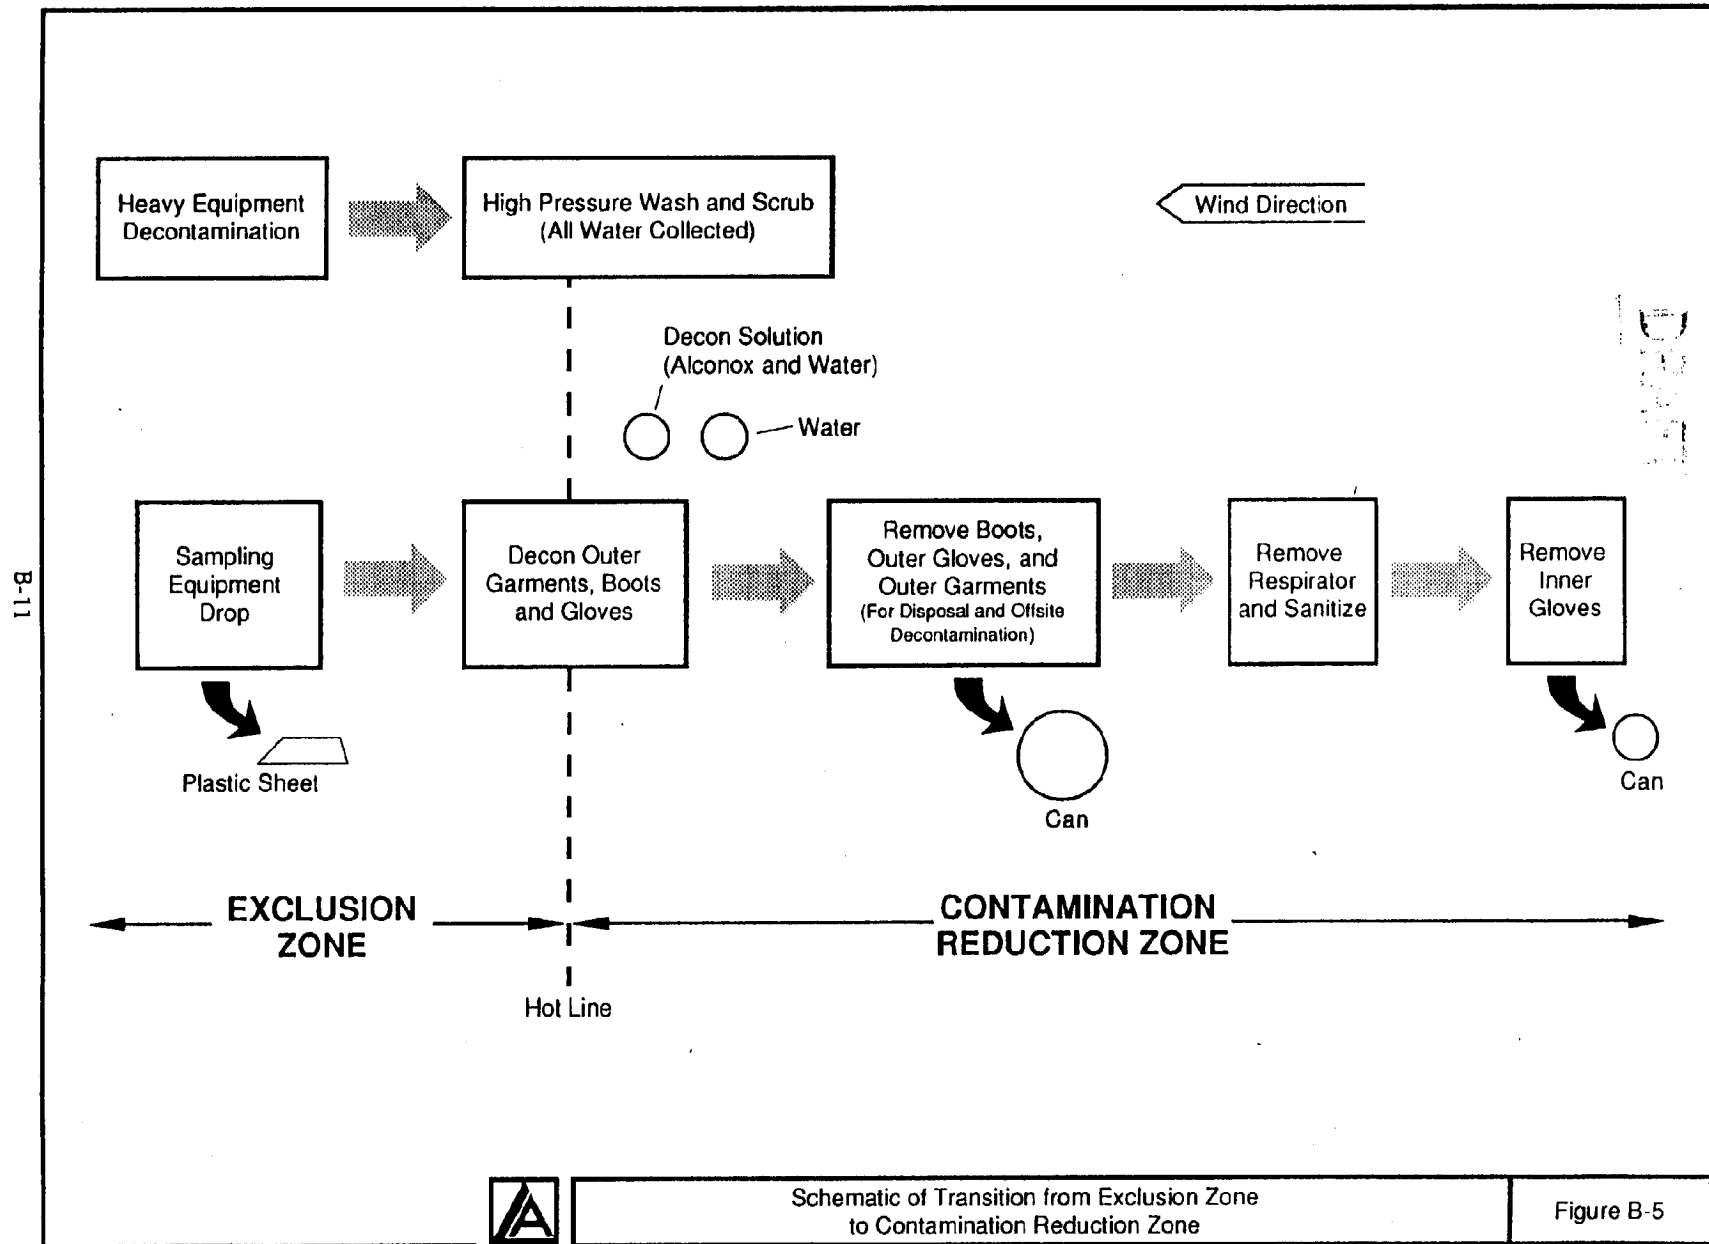 Heavy Equipment
Decontamination
High Pressure Wash and Scrub
(All Water Collected)
Wind Direction
Decon Solution
(Alconox and Water)
Water
Sampling
Equipment
Drop
Decon Outer
Garments, Boots
and Gloves
Remove Boots,
Outer Gloves, and
Outer Garments
(For Disposal and Offsite
Decontamination)
Remove
Respirator
and Sanitize
Remove
Inner
Gloves
Plastic Sheet
Can
Can
EXCLUSION
ZONE
CONTAMINATION
REDUCTION ZONE
Hot Line
B-11
Schematic of Transition from Exclusion Zone
to Contamination Reduction Zone
Figure B-5